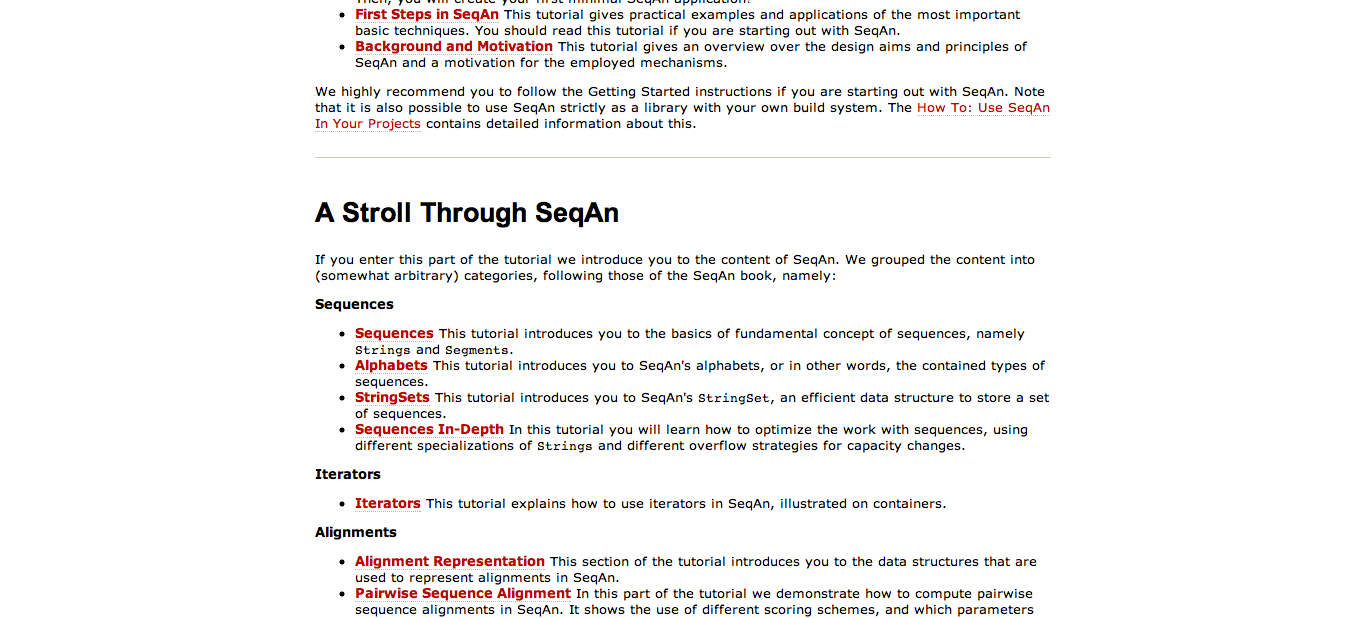 Then, you will create your first minimal SeqAn application!
First Steps in SeqAn This tutorial gives practical examples and applications of the most important
basic techniques. You should read this tutorial if you are starting out with SeqAn.
Background and Motivation This tutorial gives an overview over the design aims and principles of
SeqAn and a motivation for the employed mechanisms.
We highly recommend you to follow the Getting Started instructions if you are starting out with SeqAn. Note
that it is also possible to use SeqAn strictly as a library with your own build system. The How To: Use SeqAn
In Your Projects contains detailed information about this.
A Stroll Through SeqAn
If you enter this part of the tutorial we introduce you to the content of SeqAn. We grouped the content into
(somewhat arbitrary) categories, following those of the SeqAn book, namely:
Sequences
Sequences This tutorial introduces you to the basics of fundamental concept of sequences, namely
Strings and Segments.
Alphabets This tutorial introduces you to SeqAn's alphabets, or in other words, the contained types of
sequences.
StringSets This tutorial introduces you to SeqAn's StringSet, an efficient data structure to store a set
of sequences.
Sequences In-Depth In this tutorial you will learn how to optimize the work with sequences, using
different specializations of Strings and different overflow strategies for capacity changes.
Iterators
Iterators This tutorial explains how to use iterators in SeqAn, illustrated on containers.
Alignments
Alignment Representation This section of the tutorial introduces you to the data structures that are
used to represent alignments in SeqAn.
Pairwise Sequence Alignment In this part of the tutorial we demonstrate how to compute pairwise
sequence alignments in SeqAn. It shows the use of different scoring schemes, and which parameters